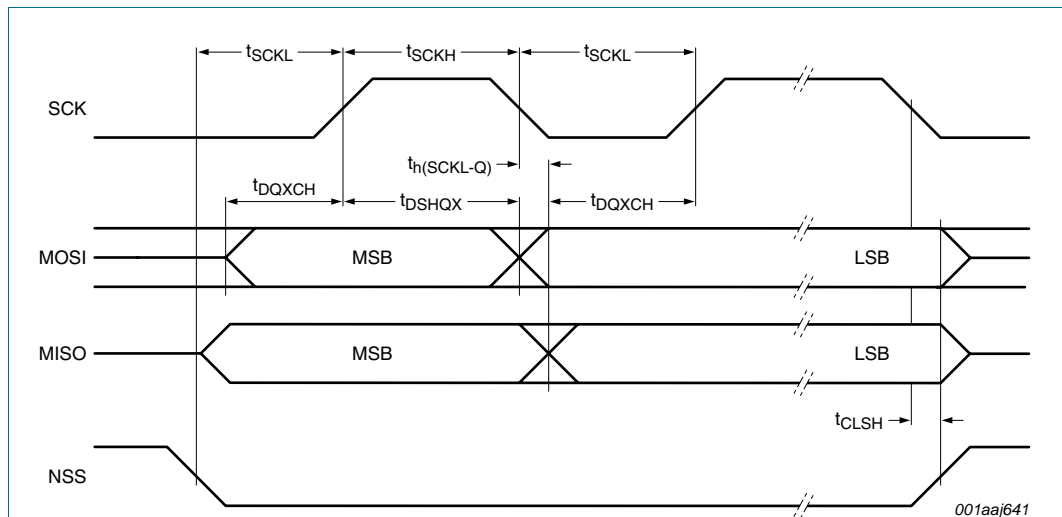 tSCKL tSCKH tSCKL
SCK
th(SCKL-Q)
tDQXCH tDSHQX tDQXCH
MOSI MSB LSB
MISO MSB LSB
tCLSH
NSS
001aaj641